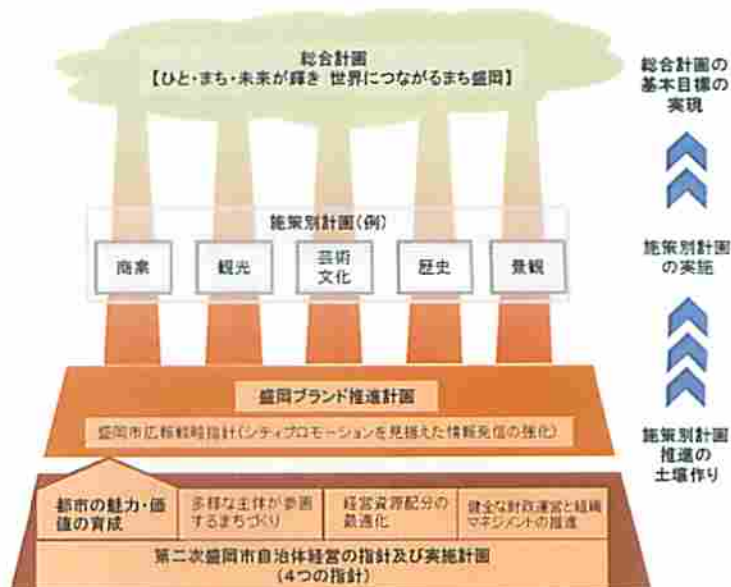 総合計画
【ひと・まち・未来が輝き 世界につながるまち盛岡】
総合計画の
基本目標の
実現
施策別計画(例)
商業
観光
芸術
文化
歴史
景観
施策別計画
の実施
盛岡ブランド推進計画
盛岡市広報戦略指針(シティプロモーションを見据えた情報発信の強化)
施策別計画
推進の
土壌作り
都市の魅力・価
値の育成
多様な主体が参画
するまちづくり
経営資源配分の
最適化
健全な財政運営と組織
マネジメントの推進
第二次盛岡市自治体経営の指針及び実施計画
(4つの指針)